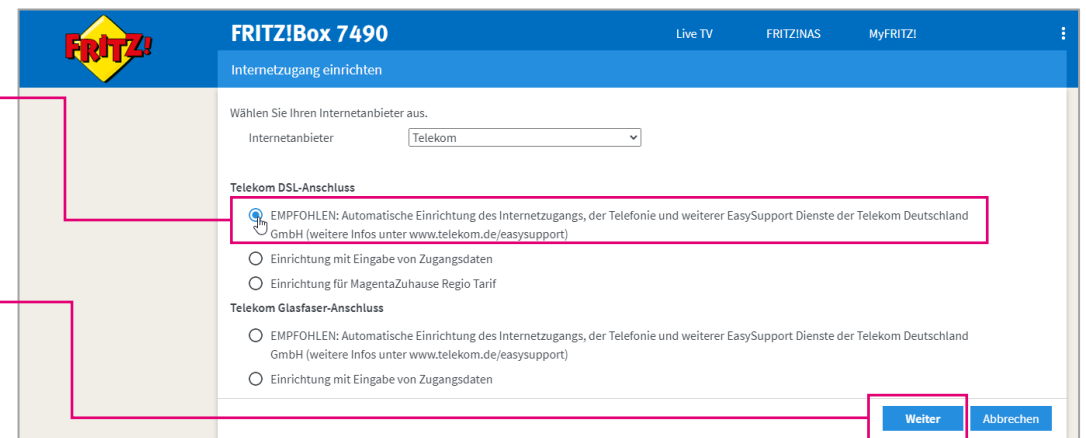 FRITZ!
FRITZ!Box 7490
Live TV
FRITZ!NAS
MyFRITZ!
Internetzugang einrichten
Wählen Sie Ihren Internetanbieter aus.
Internetanbieter
Telekom
Telekom DSL-Anschluss
EMPFOHLEN: Automatische Einrichtung des Internetzugangs, der Telefonie und weiterer EasySupport Dienste der Telekom Deutschland
GmbH (weitere Infos unter www.telekom.de/easysupport)
Einrichtung mit Eingabe von Zugangsdaten
Einrichtung für MagentaZuhause Regio Tarif
Telekom Glasfaser-Anschluss
EMPFOHLEN: Automatische Einrichtung des Internetzugangs, der Telefonie und weiterer EasySupport Dienste der Telekom Deutschland
GmbH (weitere Infos unter www.telekom.de/easysupport)
Einrichtung mit Eingabe von Zugangsdaten
Weiter
Abbrechen